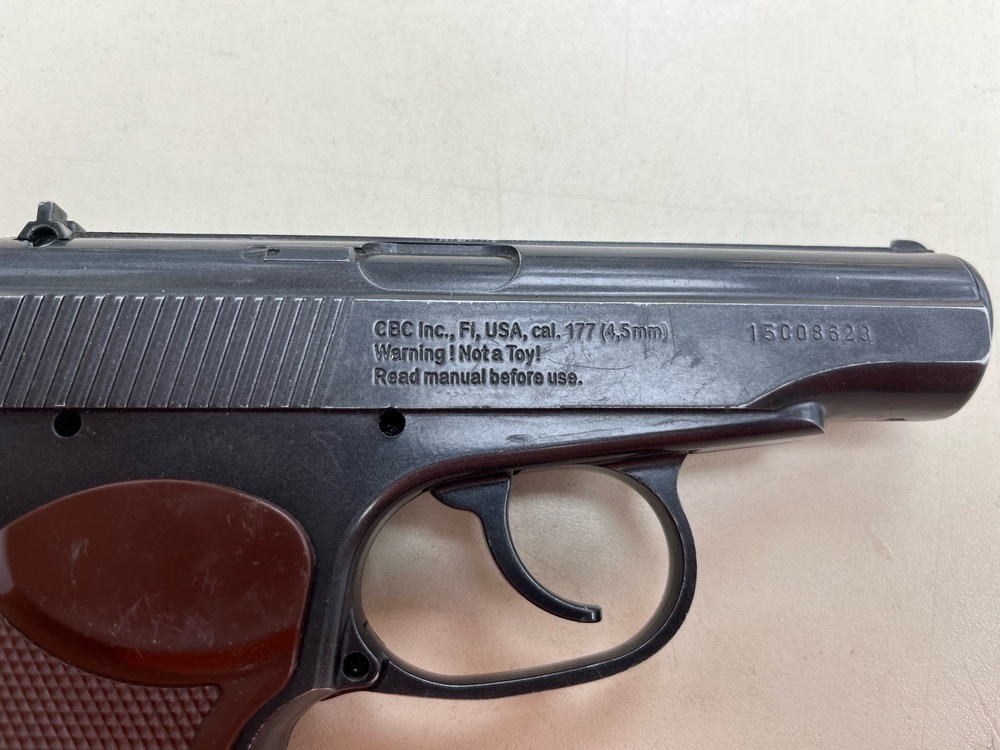 CBC Inc., Fl, USA, cal. 177 (4,5mm)
Warning! Not a Toy!
Read manual before use.
15008623